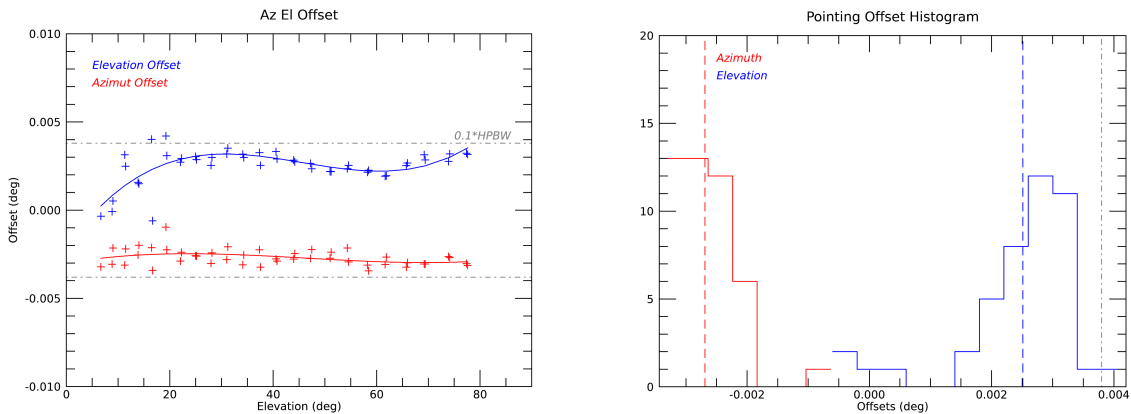 Az El Offset
0.010
0.005
0.000
-0.005
-0.010
Offset (deg)
Elevation Offset
Azimut Offset
0.1*HPBW
0
20
40
60
80
Elevation (deg)
Pointing Offset Histogram
20
15
10
5
0
Azimuth
Elevation
-0.002
0.000
0.002
0.004
Offsets (deg)